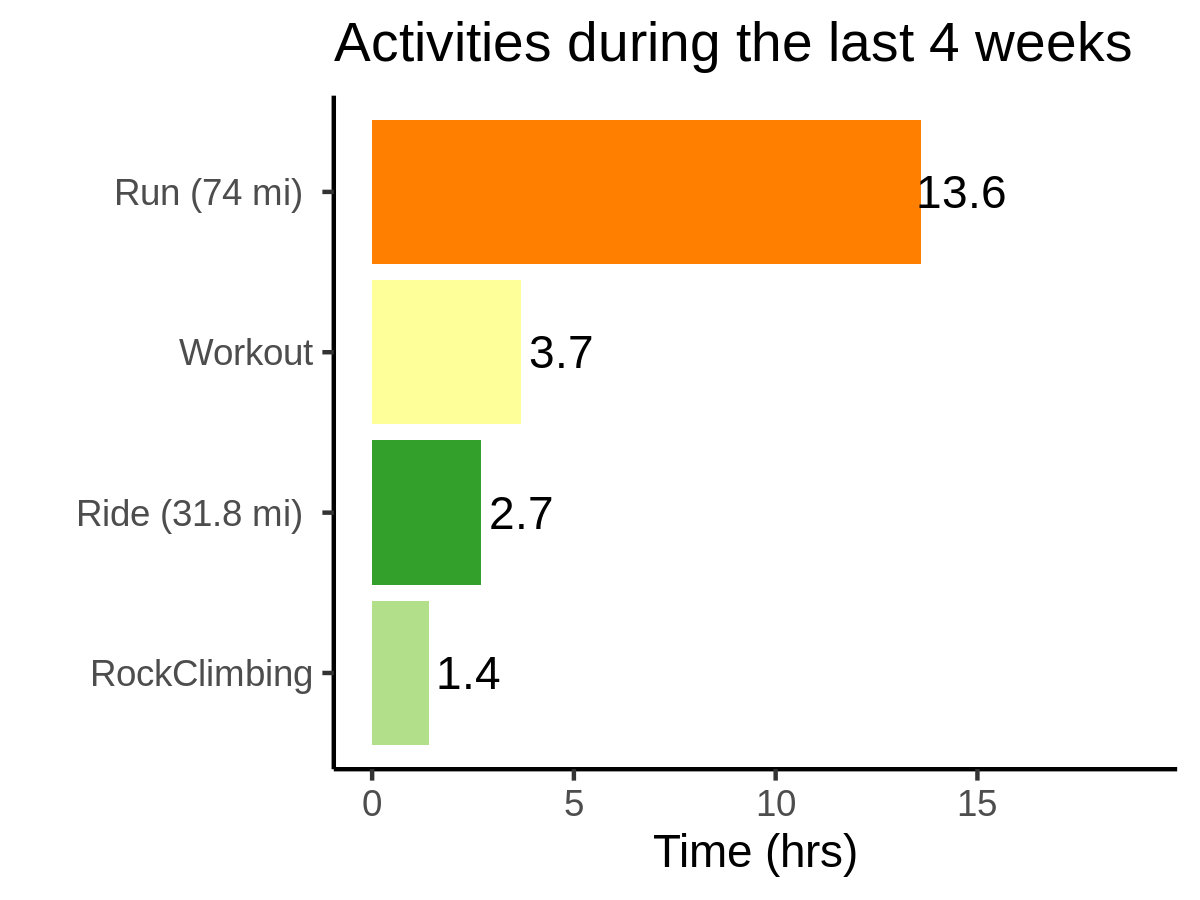 Activities during the last 4 weeks
Run (74 mi)
13.6
Workout
3.7
Ride (31.8 mi)
2.7
RockClimbing
1.4
0 5 10 15
Time (hrs)